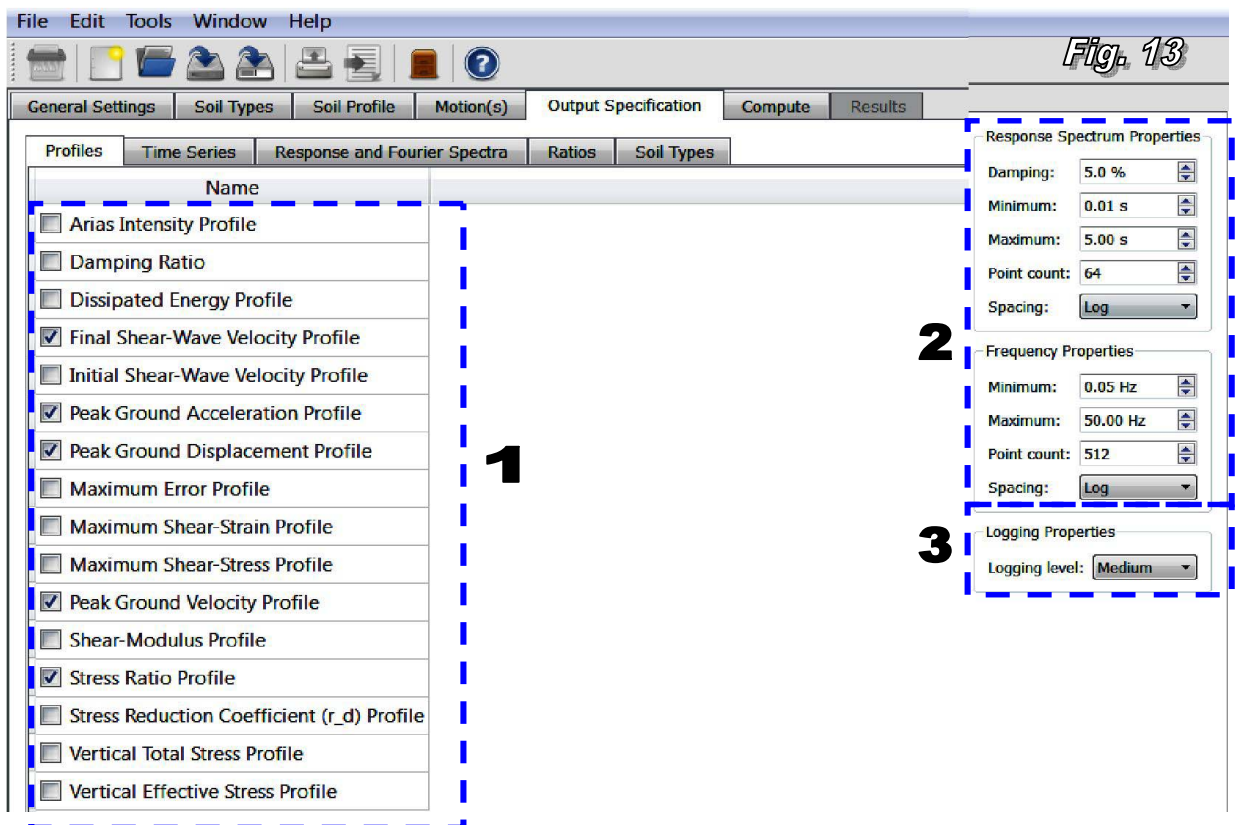 File Edit Tools Window Help
Fig. 13
General Settings Soil Types Soil Profile Motion(s) Output Specification Compute Results
Profiles Time Series Response and Fourier Spectra Ratios Soil Types
Name
Arias Intensity Profile
Damping Ratio
Dissipated Energy Profile
Final Shear-Wave Velocity Profile
Initial Shear-Wave Velocity Profile
Peak Ground Acceleration Profile
Peak Ground Displacement Profile
Maximum Error Profile
Maximum Shear-Strain Profile
Maximum Shear-Stress Profile
Peak Ground Velocity Profile
Shear-Modulus Profile
Stress Ratio Profile
Stress Reduction Coefficient (r_d) Profile
Vertical Total Stress Profile
Vertical Effective Stress Profile
1
Response Spectrum Properties
Damping: 5.0 %
Minimum: 0.01 s
Maximum: 5.00 s
Point count: 64
Spacing: Log
2
Frequency Properties
Minimum: 0.05 Hz
Maximum: 50.00 Hz
Point count: 512
Spacing: Log
3
Logging Properties
Logging level: Medium